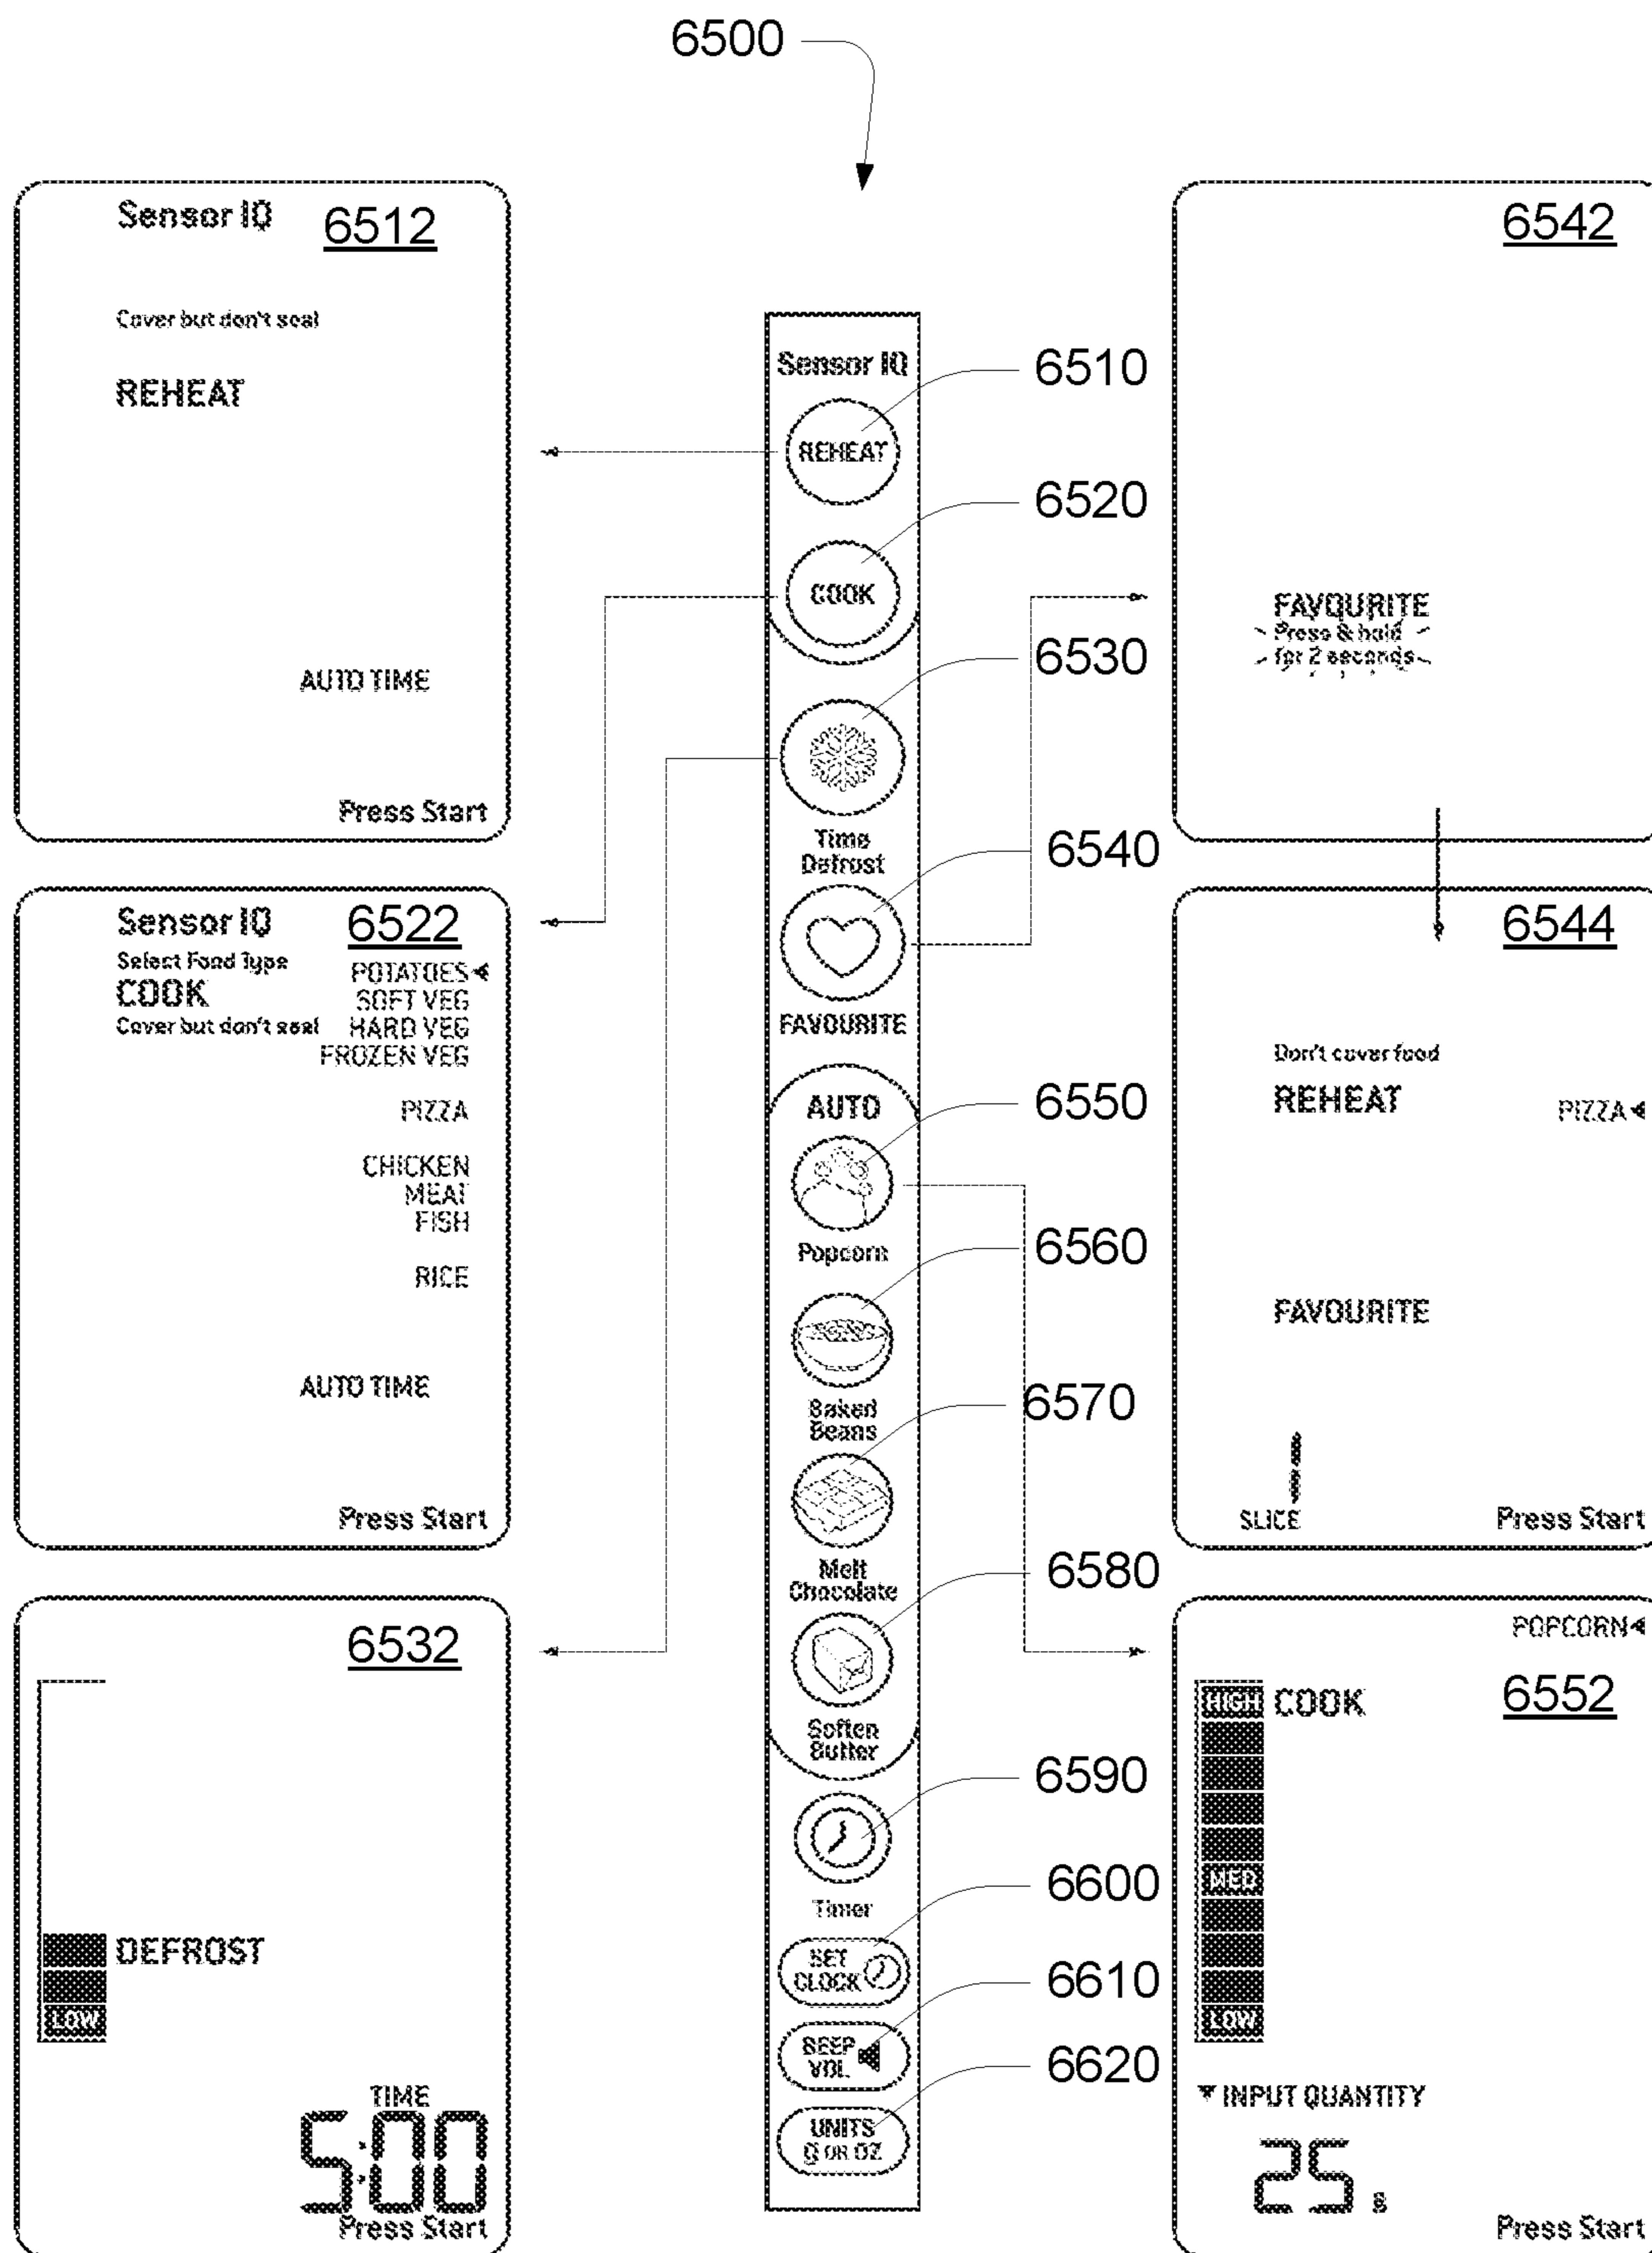 6500
Sensor IQ
6512
Cover but don't seal
REHEAT
AUTO TIME
Press Start
Sensor IQ
6522
Select Food Type
COOK
Cover but don't seal
POTATOES
SOFT VEG
HARD VEG
FROZEN VEG
PIZZA
CHICKEN
MEAT
FISH
RICE
AUTO TIME
Press Start
6532
DEFROST
LOW
TIME
5:00
Press Start
Sensor IQ
REHEAT
6510
COOK
6520
6530
Time
Defrost
6540
FAVOURITE
AUTO
6550
Popcorn
6560
Baked
Beans
6570
Melt
Chocolate
6580
Soften
Butter
6590
Timer
6600
SET
CLOCK
6610
BEEP
VOL.
6620
UNITS
G OR OZ
6542
FAVOURITE
Press & hold
for 2 seconds
6544
Don't cover food
REHEAT
PIZZA
FAVOURITE
1
SLICE
Press Start
POPCORN
6552
HIGH
COOK
MED
LOW
INPUT QUANTITY
25
Press Start